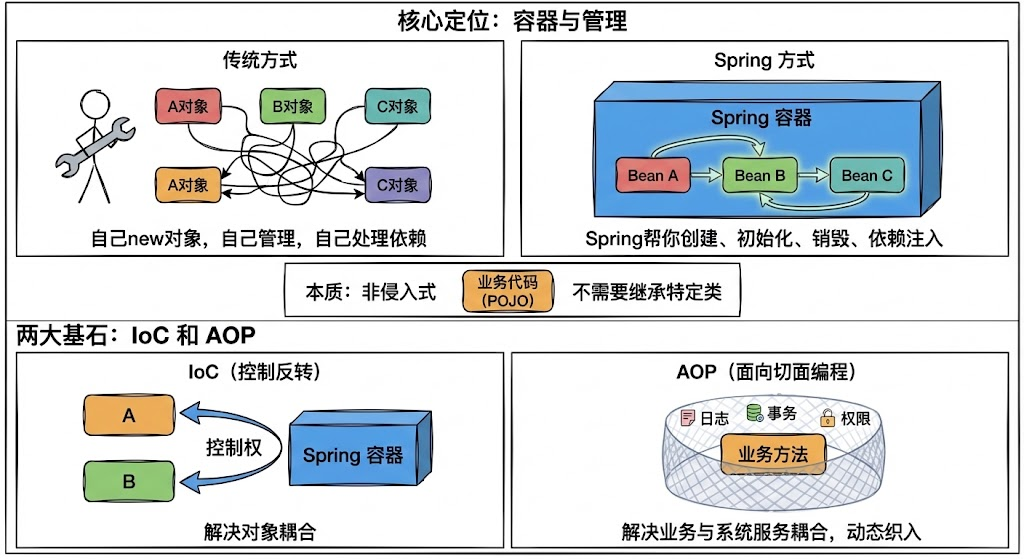 核心定位：容器与管理
传统方式
A对象
B对象
C对象
A对象
C对象
自己new对象，自己管理，自己处理依赖
Spring 方式
Spring 容器
Bean A
Bean B
Bean C
Spring帮你创建、初始化、销毁、依赖注入
本质：非侵入式
业务代码
(POJO)
不需要继承特定类
两大基石：IoC 和 AOP
IoC（控制反转）
A
B
控制权
Spring 容器
解决对象耦合
AOP（面向切面编程）
日志
事务
权限
业务方法
解决业务与系统服务耦合，动态织入